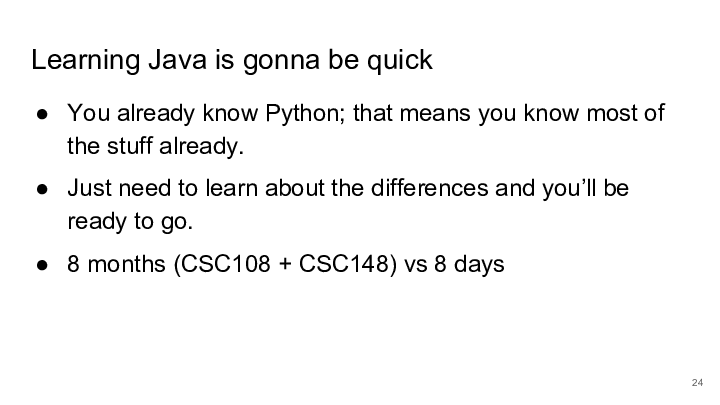 Learning Java is gonna be quick
● You already know Python; that means you know most of
the stuff already.
● Just need to learn about the differences and you’ll be
ready to go.
● 8 months (CSC108 + CSC148) vs 8 days
24